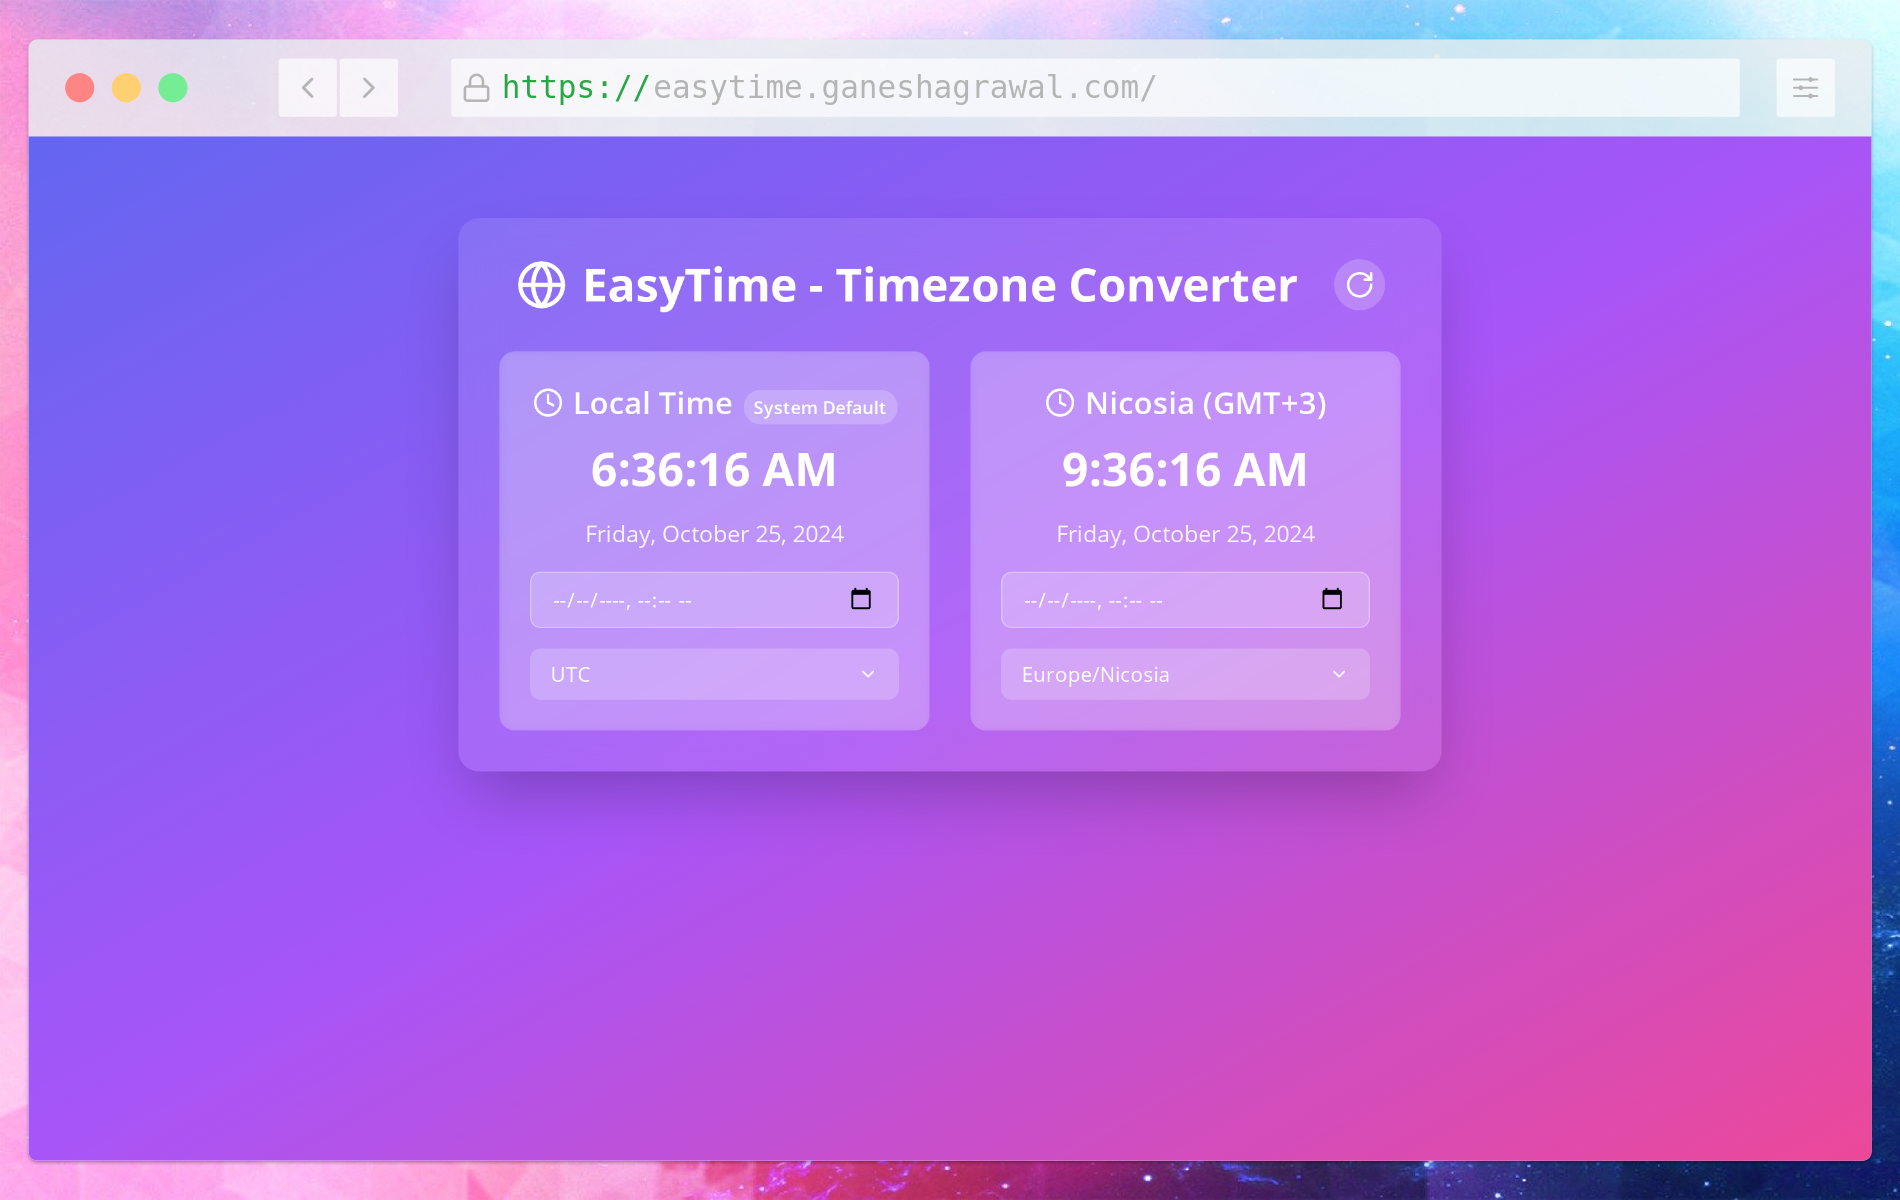 https://easytime.ganeshagrawal.com/
EasyTime - Timezone Converter
Local Time System Default
6:36:16 AM
Friday, October 25, 2024
--/--/----, --:-- --
UTC
Nicosia (GMT+3)
9:36:16 AM
Friday, October 25, 2024
--/--/----, --:-- --
Europe/Nicosia